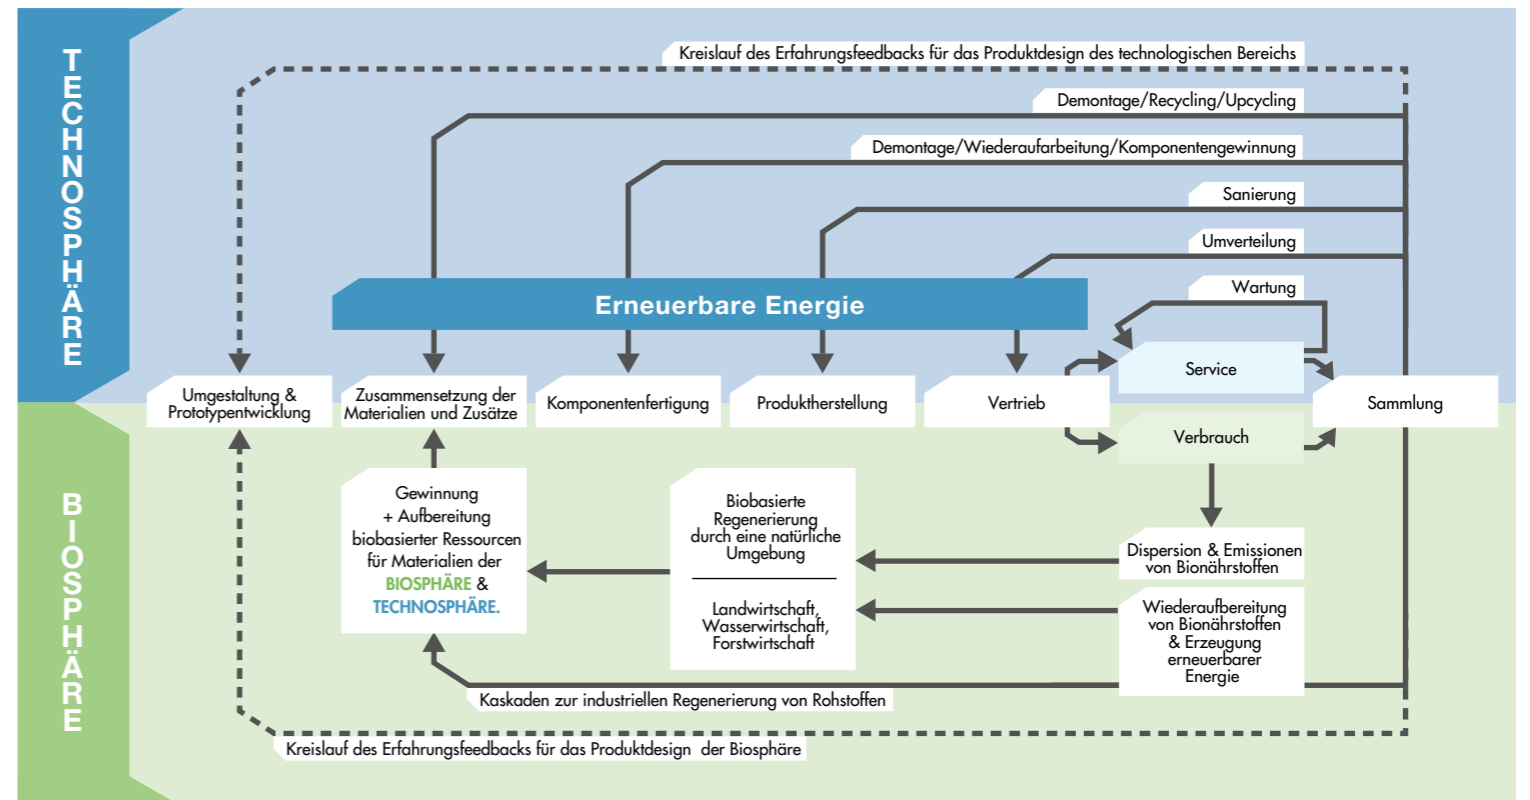 TECHNOSPHÄRE
Kreislauf des Erfahrungsfeedbacks für das Produktdesign des technologischen Bereichs
Demontage/Recycling/Upcycling
Demontage/Wiederaufarbeitung/Komponentengewinnung
Sanierung
Umverteilung
Wartung
Erneuerbare Energie
Umgestaltung &
Prototypentwicklung
Zusammensetzung der
Materialien und Zusätze
Komponentenfertigung
Produktherstellung
Vertrieb
Service
Verbrauch
Sammlung
BIOSPHÄRE
Gewinnung
+ Aufbereitung
biobasierter Ressourcen
für Materialien der
BIOSPHÄRE &
TECHNOSPHÄRE.
Biobasierte
Regenerierung
durch eine natürliche
Umgebung
Landwirtschaft,
Wasserwirtschaft,
Forstwirtschaft
Dispersion & Emissionen
von Bionährstoffen
Wiederaufbereitung
von Bionährstoffen
& Erzeugung
erneuerbarer
Energie
Kaskaden zur industriellen Regenerierung von Rohstoffen
Kreislauf des Erfahrungsfeedbacks für das Produktdesign der Biosphäre